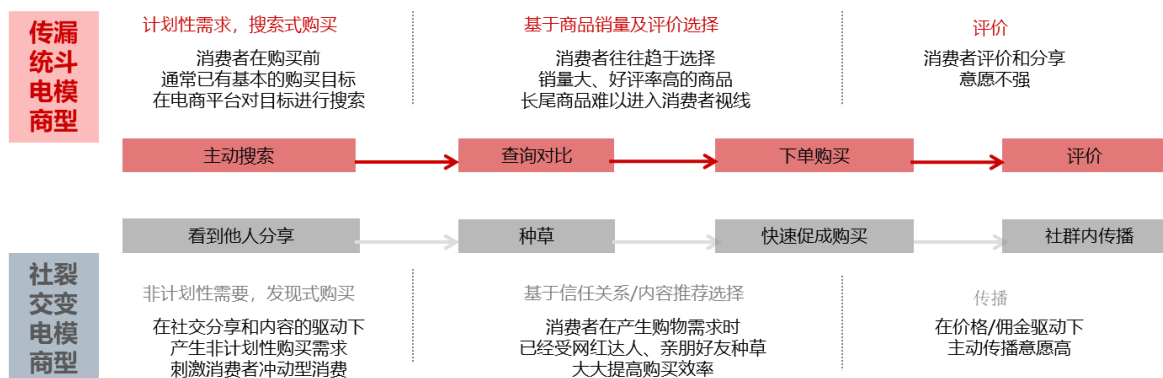 传漏
统斗
电模
商型
计划性需求，搜索式购买
消费者在购买前
通常已有基本的购买目标
在电商平台对目标进行搜索
基于商品销量及评价选择
消费者往往趋于选择
销量大、好评率高的商品
长尾商品难以进入消费者视线
评价
消费者评价和分享
意愿不强
主动搜索
查询对比
下单购买
评价
看到他人分享
种草
快速促成购买
社群内传播
社裂
交变
电模
商型
非计划性需要，发现式购买
在社交分享和内容的驱动下
产生非计划性购买需求
刺激消费者冲动型消费
基于信任关系/内容推荐选择
消费者在产生购物需求时
已经受网红达人、亲朋好友种草
大大提高购买效率
传播
在价格/佣金驱动下
主动传播意愿高